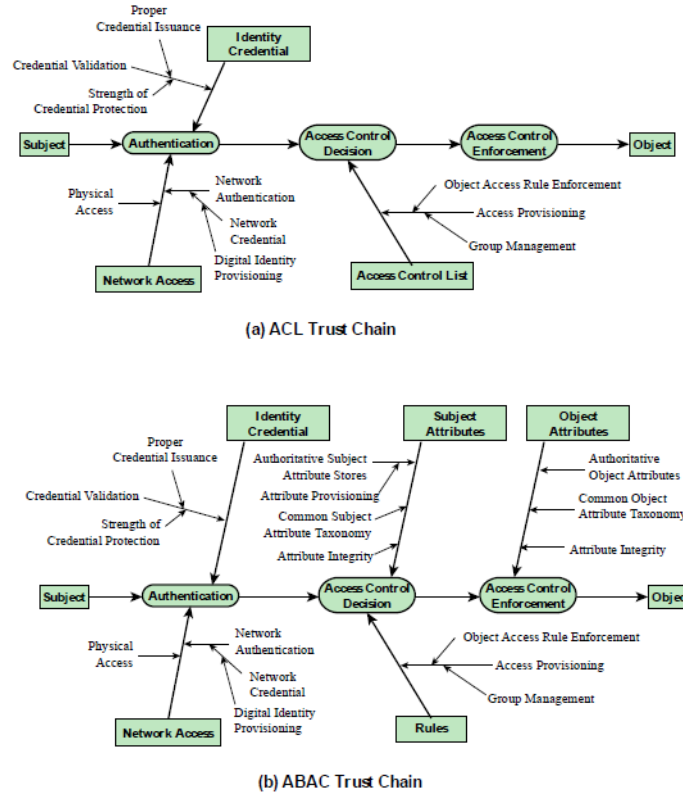 Proper
Credential Issuance
Identity
Credential
Credential Validation
Strength of
Credential Protection
Subject
Authentication
Access Control
Decision
Access Control
Enforcement
Object
Physical
Access
Network
Authentication
Network
Credential
Digital Identity
Provisioning
Object Access Rule Enforcement
Access Provisioning
Group Management
Network Access
Access Control List
(a) ACL Trust Chain
Identity
Credential
Subject
Attributes
Object
Attributes
Proper
Credential Issuance
Credential Validation
Strength of
Credential Protection
Authoritative Subject
Attribute Stores
Attribute Provisioning
Common Subject
Attribute Taxonomy
Attribute Integrity
Authoritative
Object Attributes
Common Object
Attribute Taxonomy
Attribute Integrity
Subject
Authentication
Access Control
Decision
Access Control
Enforcement
Object
Physical
Access
Network
Authentication
Network
Credential
Digital Identity
Provisioning
Object Access Rule Enforcement
Access Provisioning
Group Management
Network Access
Rules
(b) ABAC Trust Chain